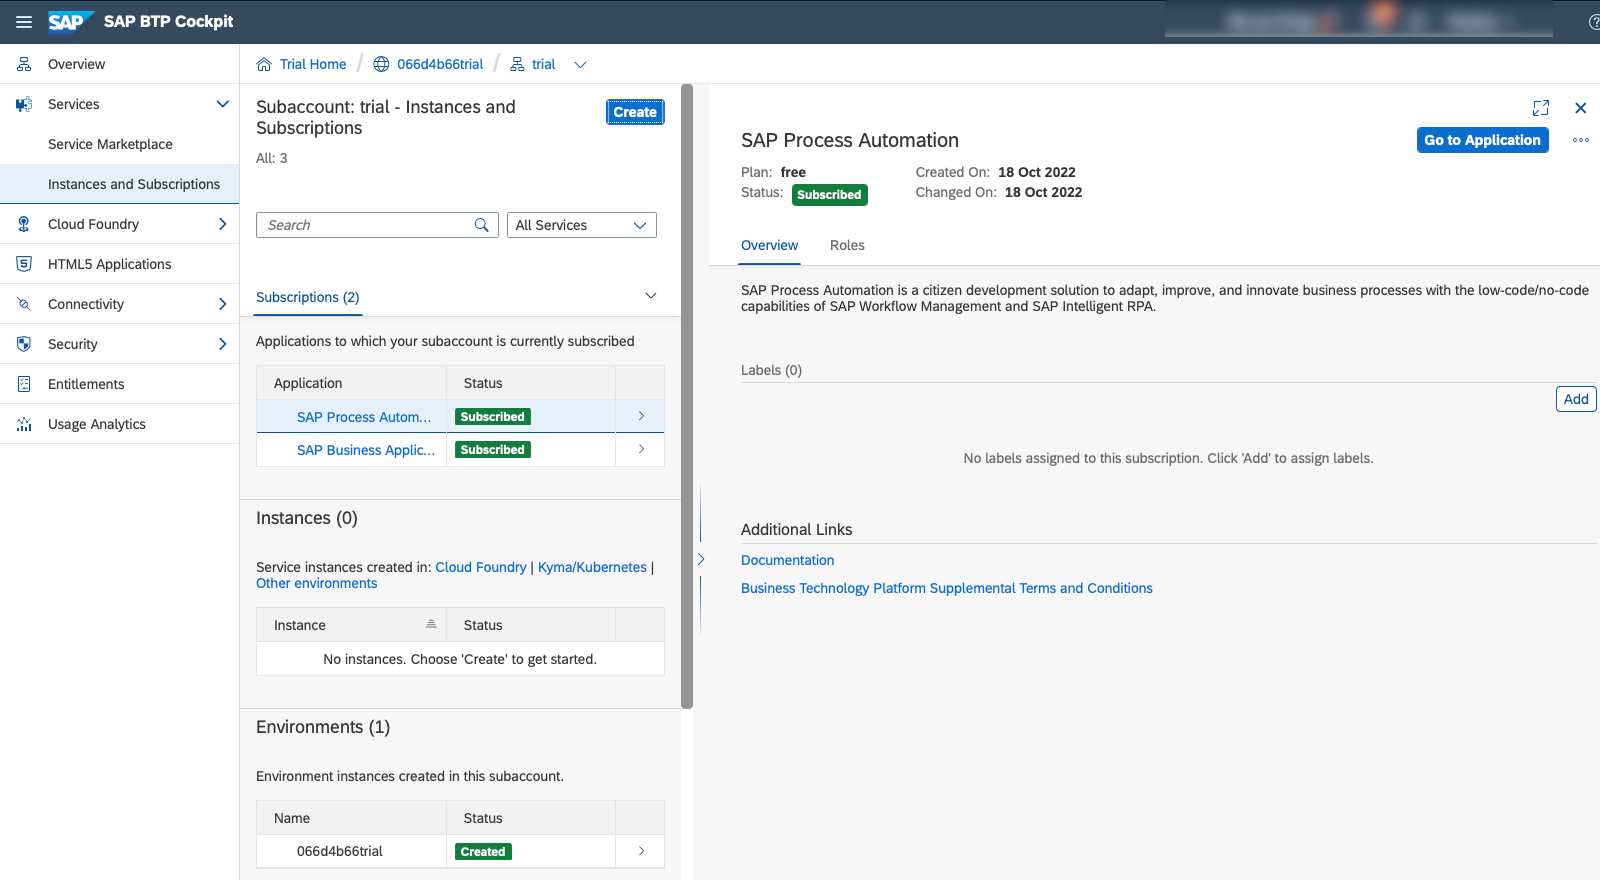 SAP SAP BTP Cockpit
Overview
Services
Service Marketplace
Instances and Subscriptions
Cloud Foundry
HTML5 Applications
Connectivity
Security
Entitlements
Usage Analytics
Trial Home / 066d4b66trial / trial
Subaccount: trial - Instances and
Subscriptions
Create
All: 3
Search
All Services
Subscriptions (2)
Applications to which your subaccount is currently subscribed
Application Status
SAP Process Autom... Subscribed
SAP Business Applic... Subscribed
Instances (0)
Service instances created in: Cloud Foundry | Kyma/Kubernetes |
Other environments
Instance Status
No instances. Choose 'Create' to get started.
Environments (1)
Environment instances created in this subaccount.
Name Status
066d4b66trial Created
SAP Process Automation
Go to Application
Plan: free Created On: 18 Oct 2022
Status: Subscribed Changed On: 18 Oct 2022
Overview Roles
SAP Process Automation is a citizen development solution to adapt, improve, and innovate business processes with the low-code/no-code
capabilities of SAP Workflow Management and SAP Intelligent RPA.
Labels (0)
Add
No labels assigned to this subscription. Click 'Add' to assign labels.
Additional Links
Documentation
Business Technology Platform Supplemental Terms and Conditions